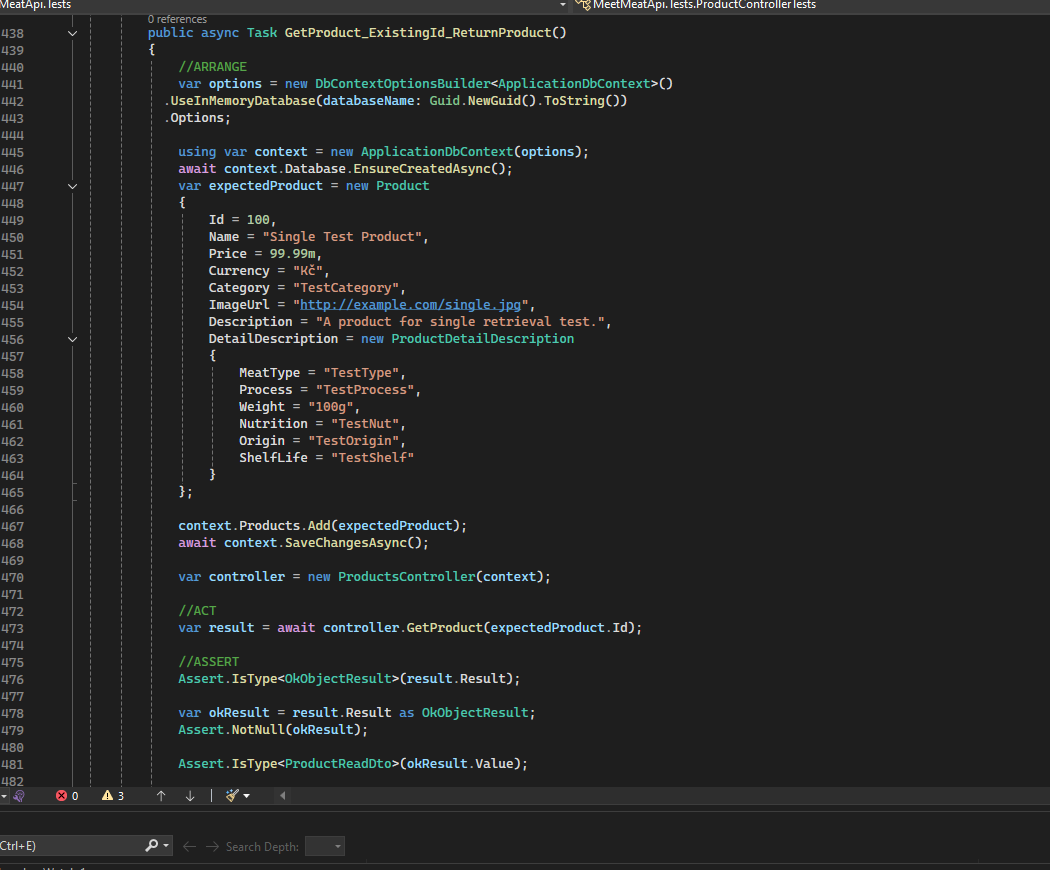 MeatApi.Tests MeetMeatApi.Tests.ProductControllerTests
0 references
438 public async Task GetProduct_ExistingId_ReturnProduct()
439 {
440 //ARRANGE
441 var options = new DbContextOptionsBuilder<ApplicationDbContext>()
442 .UseInMemoryDatabase(databaseName: Guid.NewGuid().ToString())
443 .Options;
444
445 using var context = new ApplicationDbContext(options);
446 await context.Database.EnsureCreatedAsync();
447 var expectedProduct = new Product
448 {
449 Id = 100,
450 Name = "Single Test Product",
451 Price = 99.99m,
452 Currency = "Kč",
453 Category = "TestCategory",
454 ImageUrl = "http://example.com/single.jpg",
455 Description = "A product for single retrieval test.",
456 DetailDescription = new ProductDetailDescription
457 {
458 MeatType = "TestType",
459 Process = "TestProcess",
460 Weight = "100g",
461 Nutrition = "TestNut",
462 Origin = "TestOrigin",
463 ShelfLife = "TestShelf"
464 }
465 };
466
467 context.Products.Add(expectedProduct);
468 await context.SaveChangesAsync();
469
470 var controller = new ProductsController(context);
471
472 //ACT
473 var result = await controller.GetProduct(expectedProduct.Id);
474
475 //ASSERT
476 Assert.IsType<OkObjectResult>(result.Result);
477
478 var okResult = result.Result as OkObjectResult;
479 Assert.NotNull(okResult);
480
481 Assert.IsType<ProductReadDto>(okResult.Value);
482
0 3
Ctrl+E) Search Depth: